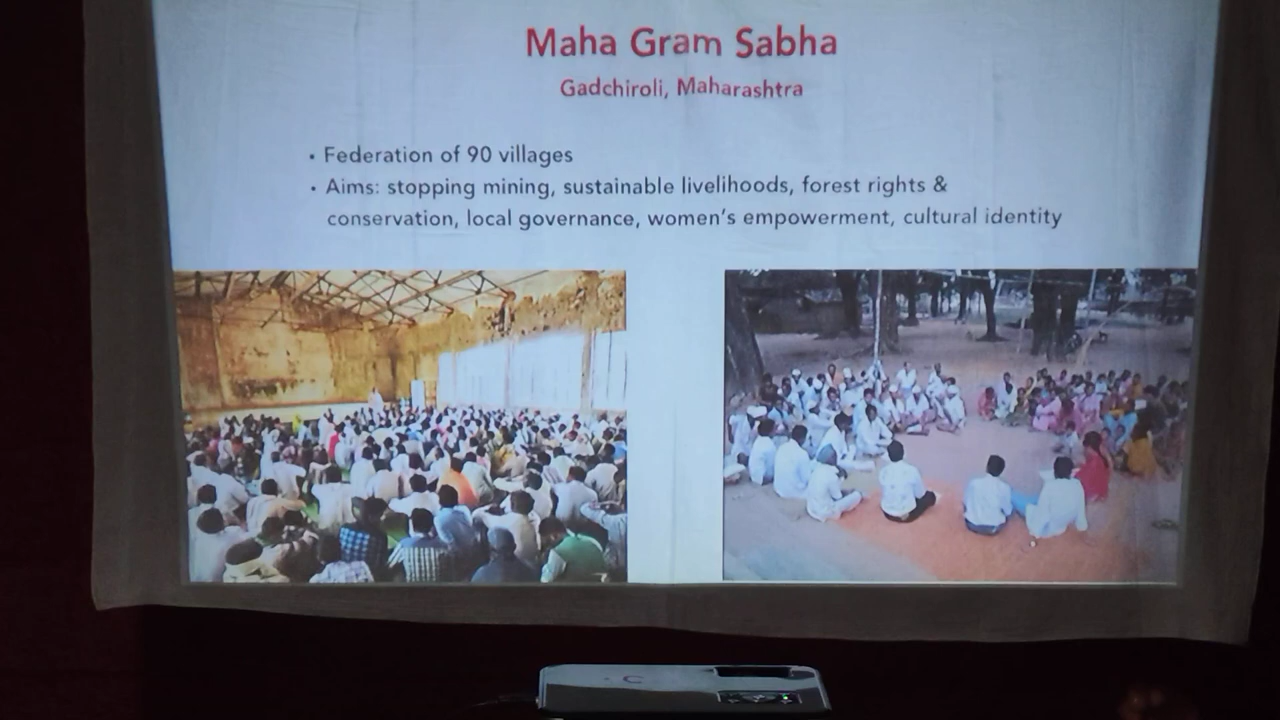 Maha Gram Sabha
Gadchiroli, Maharashtra
• Federation of 90 villages
• Aims: stopping mining, sustainable livelihoods, forest rights &
conservation, local governance, women's empowerment, cultural identity